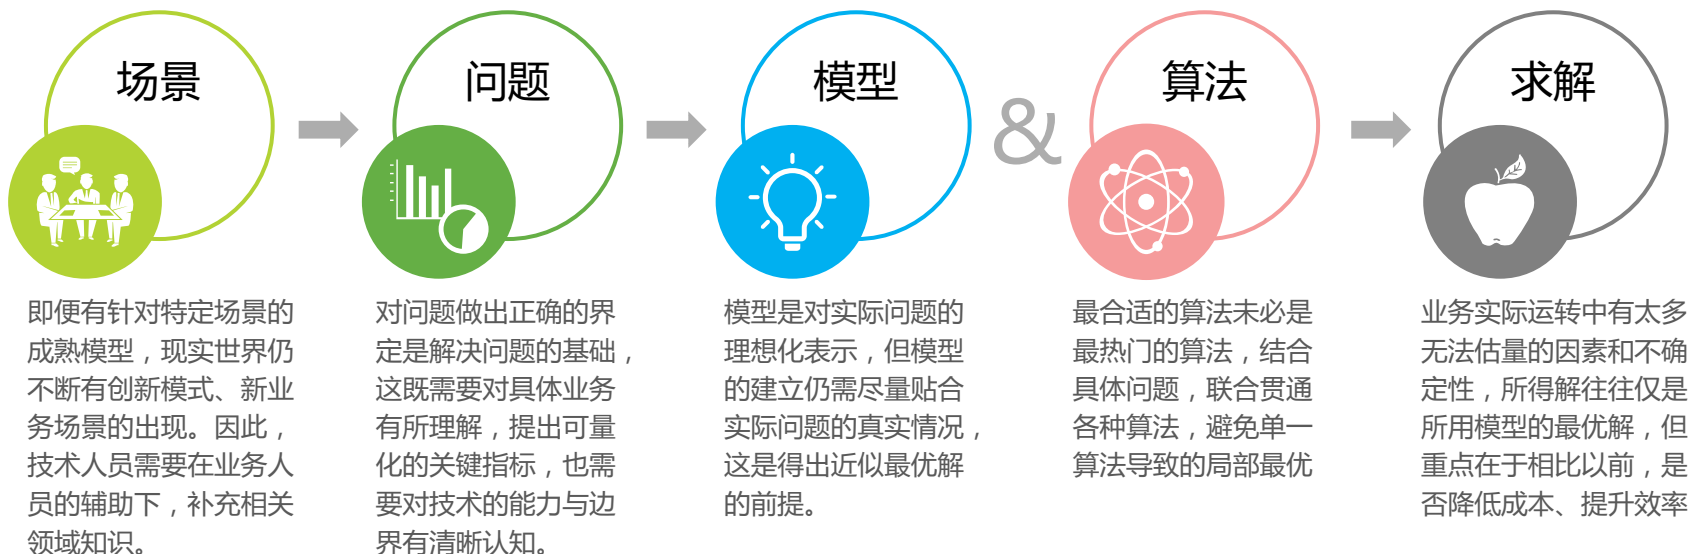 场景
问题
模型
&
算法
求解
即便有针对特定场景的
成熟模型，现实世界仍
不断有创新模式、新业
务场景的出现。因此，
技术人员需要在业务人
员的辅助下，补充相关
领域知识。
对问题做出正确的界
定是解决问题的基础，
这既需要对具体业务
有所理解，提出可量
化的关键指标，也需
要对技术的能力与边
界有清晰认知。
模型是对实际问题的
理想化表示，但模型
的建立仍需尽量贴合
实际问题的真实情况，
这是得出近似最优解
的前提。
最合适的算法未必是
最热门的算法，结合
具体问题，联合贯通
各种算法，避免单一
算法导致的局部最优
业务实际运转中有太多
无法估量的因素和不确
定性，所得解往往仅是
所用模型的最优解，但
重点在于相比以前，是
否降低成本、提升效率